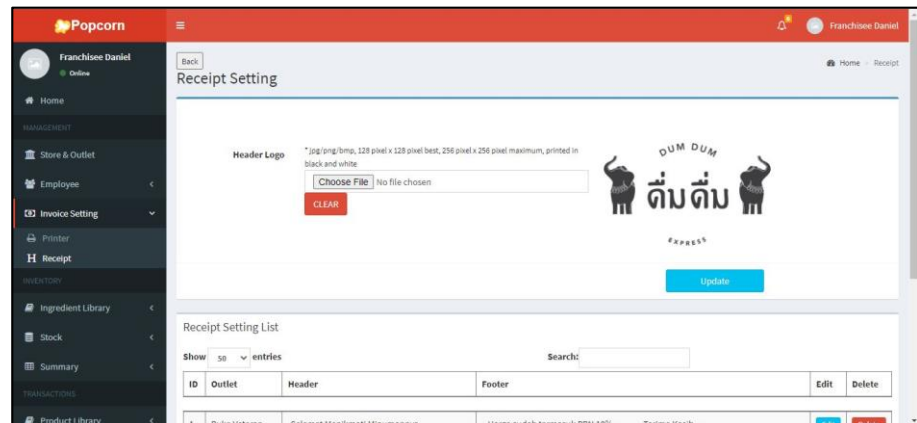 Popcorn
Franchisee Daniel
Franchisee Daniel
Online
Home
MANAGEMENT
Store & Outlet
Employee
Invoice Setting
Printer
H Receipt
INVENTORY
Ingredient Library
Stock
Summary
TRANSACTIONS
Product Library
Back
Receipt Setting
Home
Receipt
Header Logo
* jpg/png/bmp, 128 pixel x 128 pixel best, 256 pixel x 256 pixel maximum, printed in
black and white
Choose File No file chosen
CLEAR
DUM DUM
ดื่มดื่ม
EXPRESS
Update
Receipt Setting List
Show 50 entries
Search:
ID Outlet Header Footer Edit Delete